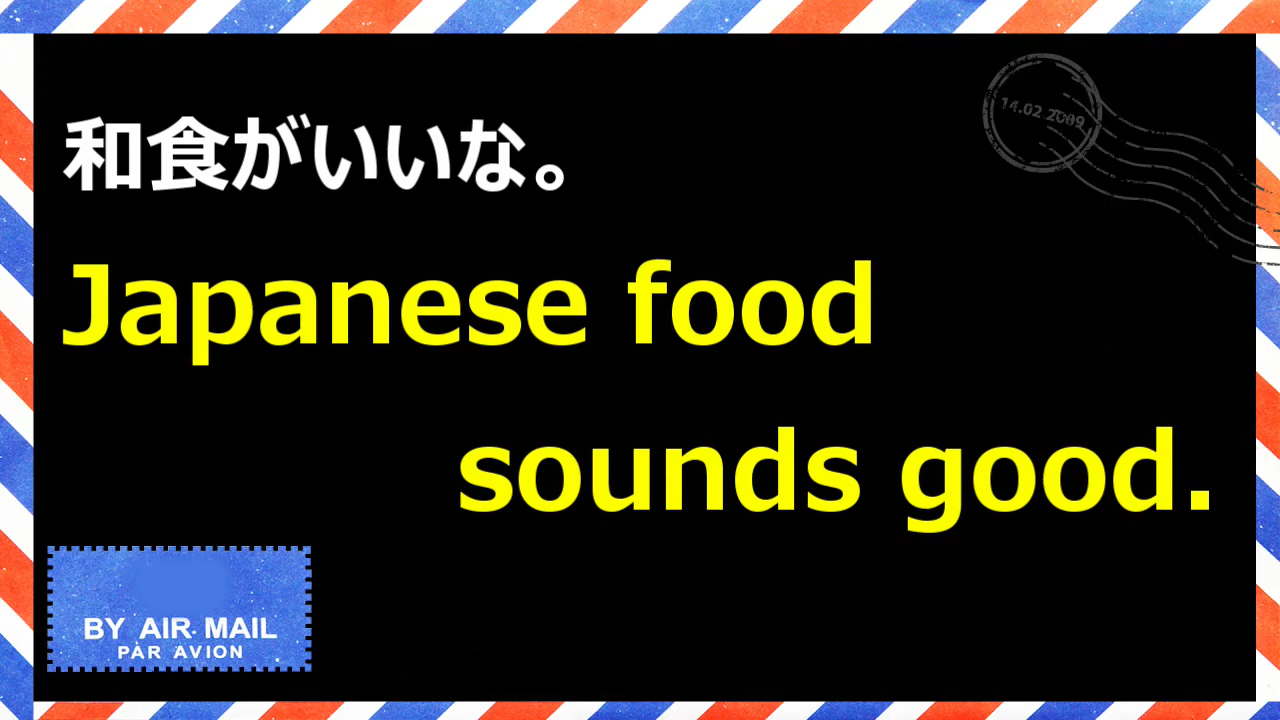 14.02 2009
和食がいいな。
Japanese food
sounds good.
BY AIR MAIL
PAR AVION